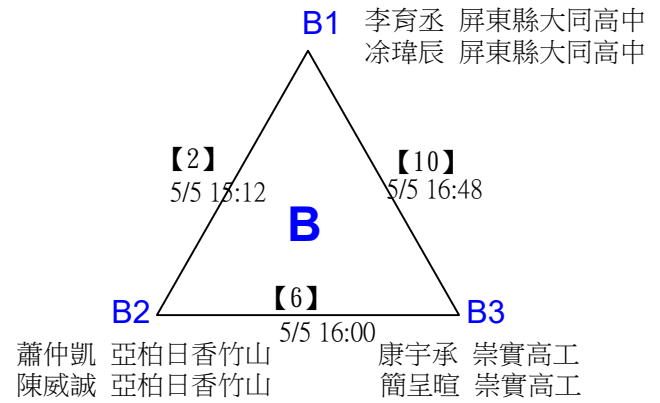 B1
李育丞 屏東縣大同高中
凃瑋辰 屏東縣大同高中
【2】
5/5 15:12
【10】
5/5 16:48
B
【6】
5/5 16:00
B2
蕭仲凱 亞柏日香竹山
陳威誠 亞柏日香竹山
B3
康宇承 崇實高工
簡呈暄 崇實高工